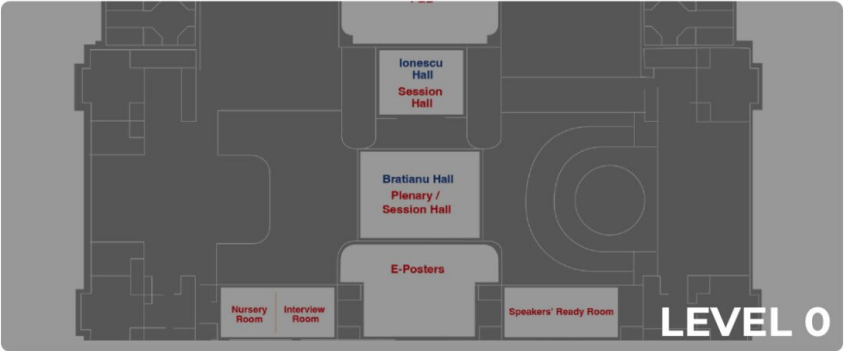 Ionescu
Hall
Session
Hall
Bratianu Hall
Plenary /
Session Hall
E-Posters
Nursery
Room
Interview
Room
Speakers' Ready Room
LEVEL 0